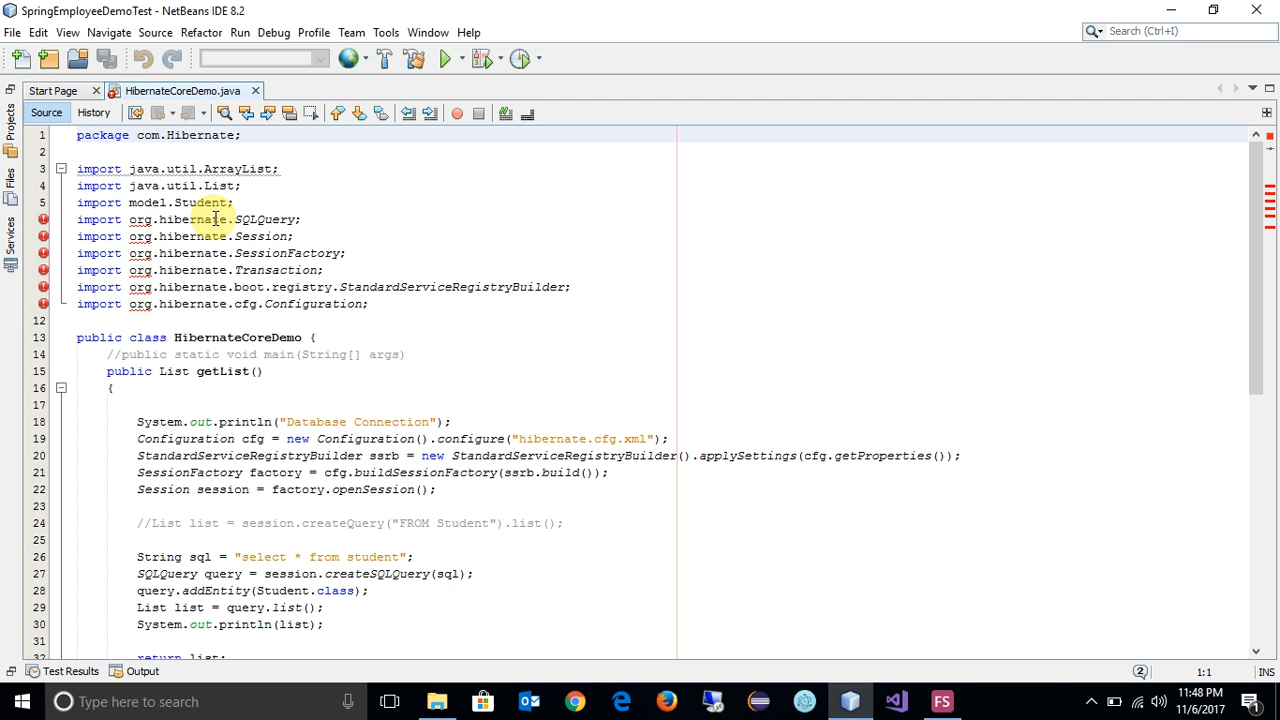 SpringEmployeeDemoTest - NetBeans IDE 8.2
File Edit View Navigate Source Refactor Run Debug Profile Team Tools Window Help
Search (Ctrl+I)
Start Page HibernateCoreDemo.java
Source History
Projects
Files
Services
1 package com.Hibernate;
2
3 import java.util.ArrayList;
4 import java.util.List;
5 import model.Student;
import org.hibernate.SQLQuery;
import org.hibernate.Session;
import org.hibernate.SessionFactory;
import org.hibernate.Transaction;
import org.hibernate.boot.registry.StandardServiceRegistryBuilder;
import org.hibernate.cfg.Configuration;
12
13 public class HibernateCoreDemo {
14 //public static void main(String[] args)
15 public List getList()
16 {
17
18 System.out.println("Database Connection");
19 Configuration cfg = new Configuration().configure("hibernate.cfg.xml");
20 StandardServiceRegistryBuilder ssrb = new StandardServiceRegistryBuilder().applySettings(cfg.getProperties());
21 SessionFactory factory = cfg.buildSessionFactory(ssrb.build());
22 Session session = factory.openSession();
23
24 //List list = session.createQuery("FROM Student").list();
25
26 String sql = "select * from student";
27 SQLQuery query = session.createSQLQuery(sql);
28 query.addEntity(Student.class);
29 List list = query.list();
30 System.out.println(list);
31
32 return list;
Test Results Output
2 1:1 INS
Type here to search
FS
11:48 PM
11/6/2017
1